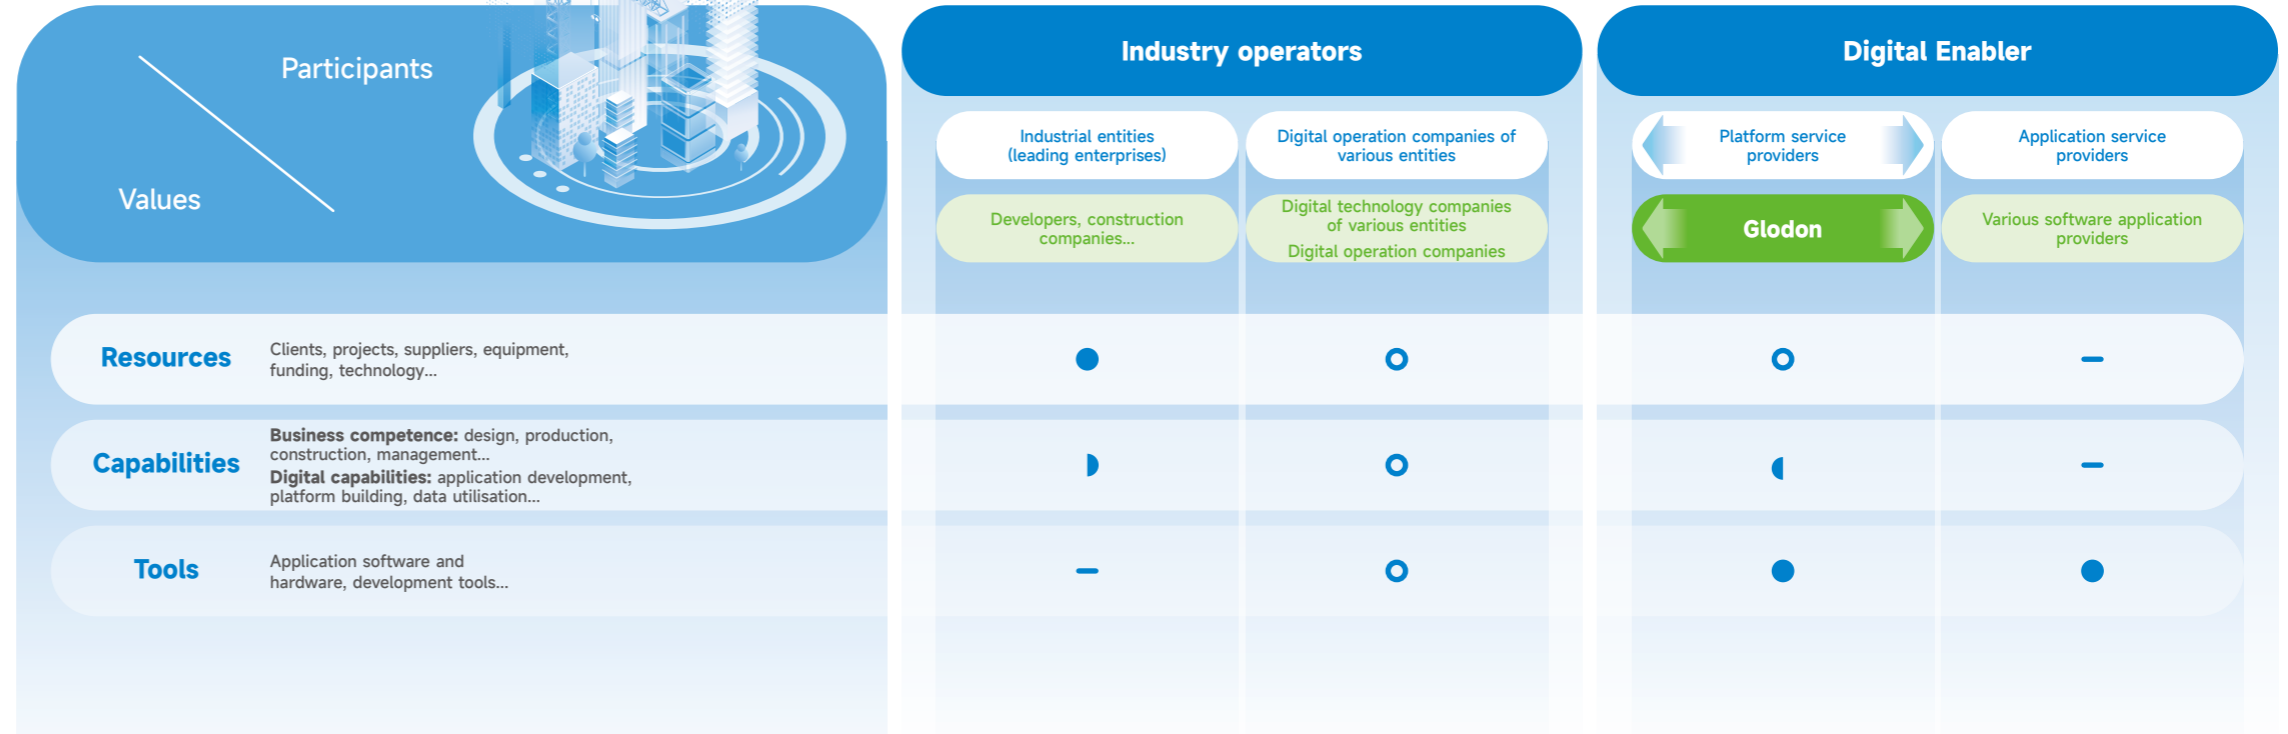 Participants
Values
Industry operators
Digital Enabler
Industrial entities
(leading enterprises)
Digital operation companies of
various entities
Platform service
providers
Application service
providers
Developers, construction
companies...
Digital technology companies
of various entities
Digital operation companies
Glodon
Various software application
providers
Resources
Clients, projects, suppliers, equipment,
funding, technology...
Capabilities
Business competence: design, production,
construction, management...
Digital capabilities: application development,
platform building, data utilisation...
Tools
Application software and
hardware, development tools...